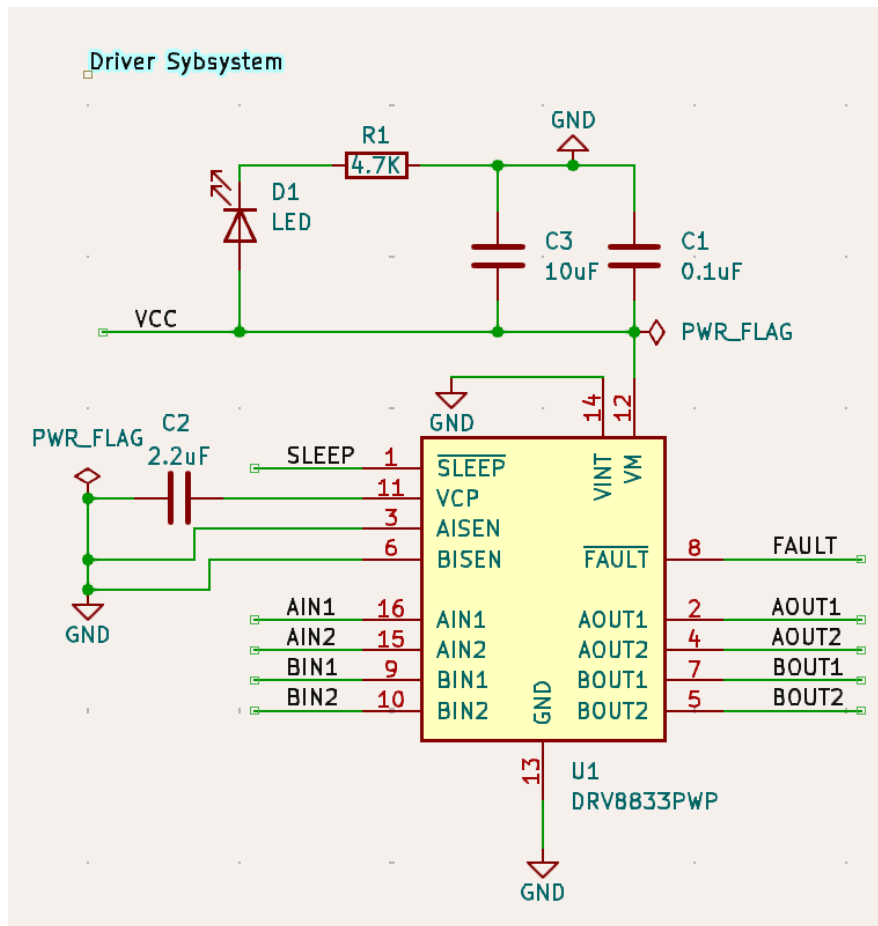 Driver Sybsystem
GND
R1
4.7K
D1
LED
C3
10uF
C1
0.1uF
VCC
PWR_FLAG
GND
14
12
C2
2.2uF
PWR_FLAG
SLEEP 1 SLEEP
VINT
VM
11 VCP
3 AISEN
6 BISEN
FAULT 8 FAULT
GND
AIN1 16 AIN1
AOUT1 2 AOUT1
AIN2 15 AIN2
AOUT2 4 AOUT2
BIN1 9 BIN1
BOUT1 7 BOUT1
BIN2 10 BIN2
BOUT2 5 BOUT2
GND
13
U1
DRV8833PWP
GND